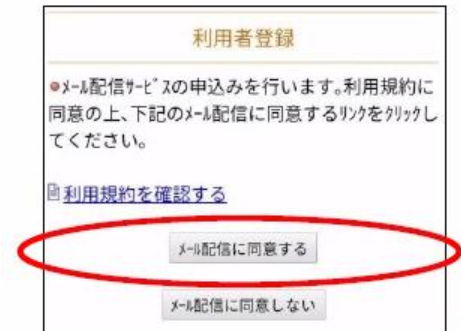 利用者登録
●ﾒｰﾙ配信ｻｰﾋﾞｽの申込みを行います。利用規約に
同意の上、下記のﾒｰﾙ配信に同意するﾘﾝｸをｸﾘｯｸし
てください。
利用規約を確認する
ﾒｰﾙ配信に同意する
ﾒｰﾙ配信に同意しない